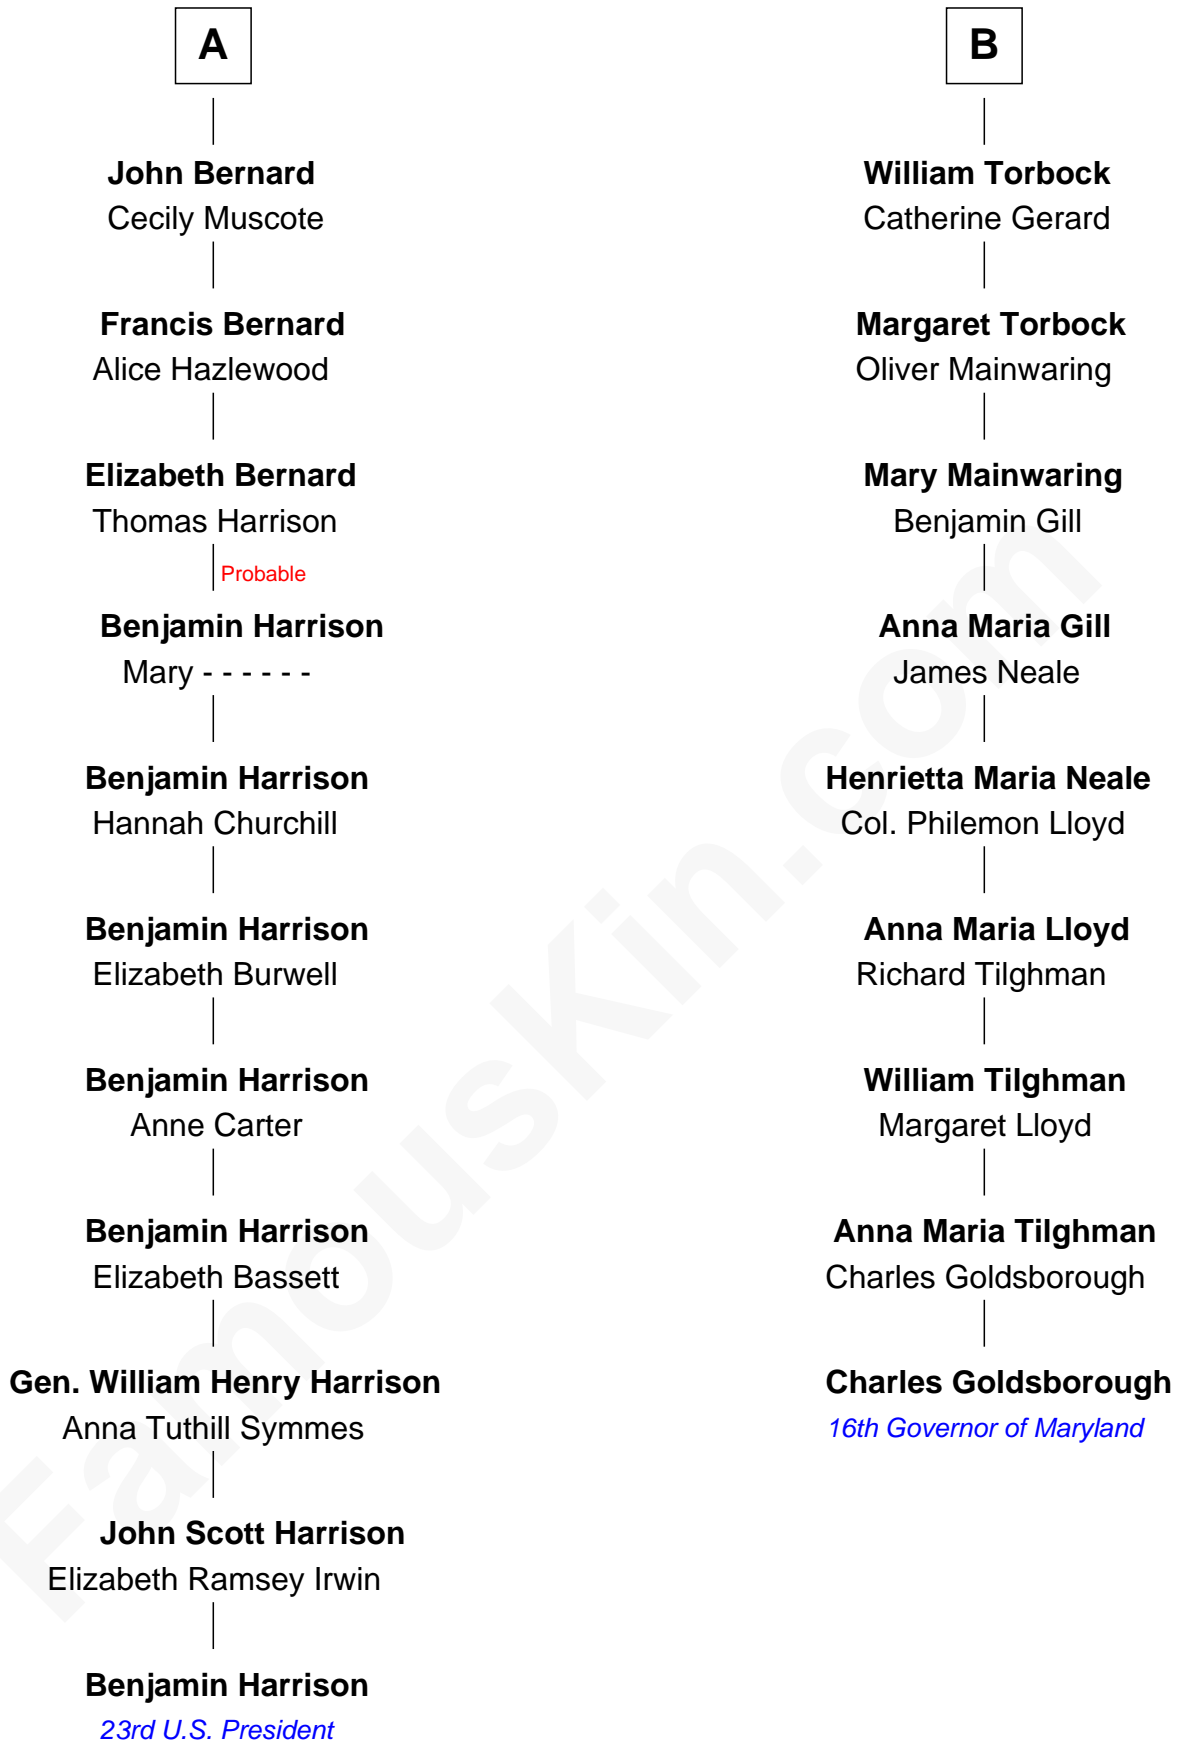 A
John Bernard
Cecily Muscote
Francis Bernard
Alice Hazlewood
Elizabeth Bernard
Thomas Harrison
Probable
Benjamin Harrison
Mary - - - - - -
Benjamin Harrison
Hannah Churchill
Benjamin Harrison
Elizabeth Burwell
Benjamin Harrison
Anne Carter
Benjamin Harrison
Elizabeth Bassett
Gen. William Henry Harrison
Anna Tuthill Symmes
John Scott Harrison
Elizabeth Ramsey Irwin
Benjamin Harrison
23rd U.S. President
B
William Torbock
Catherine Gerard
Margaret Torbock
Oliver Mainwaring
Mary Mainwaring
Benjamin Gill
Anna Maria Gill
James Neale
Henrietta Maria Neale
Col. Philemon Lloyd
Anna Maria Lloyd
Richard Tilghman
William Tilghman
Margaret Lloyd
Anna Maria Tilghman
Charles Goldsborough
Charles Goldsborough
16th Governor of Maryland
FamousKin.com